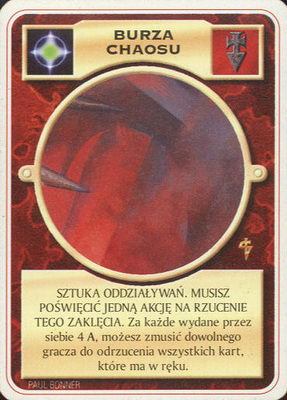 BURZA
CHAOSU
SZTUKA ODDZIAŁYWAŃ. MUSISZ
POŚWIĘCIĆ JEDNĄ AKCJĘ NA RZUCENIE
TEGO ZAKLĘCIA. Za każde wydane przez
siebie 4 A, możesz zmusić dowolnego
gracza do odrzucenia wszystkich kart,
które ma w ręku.
PAUL BONNER